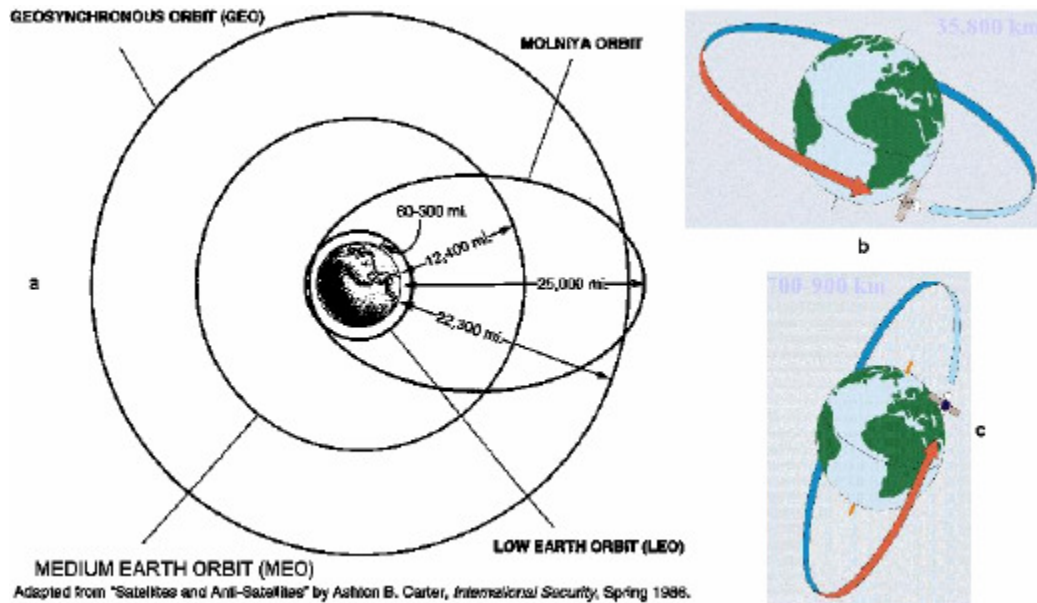 GEOSYNCHRONOUS ORBIT (GEO)
MOLNIYA ORBIT
60-500 mi.
12,400 mi.
25,000 mi.
22,300 mi.
a
LOW EARTH ORBIT (LEO)
MEDIUM EARTH ORBIT (MEO)
Adapted from "Satellites and Anti-Satellites" by Ashton B. Carter, International Security, Spring 1986.
35,800 km
b
700-900 km
c